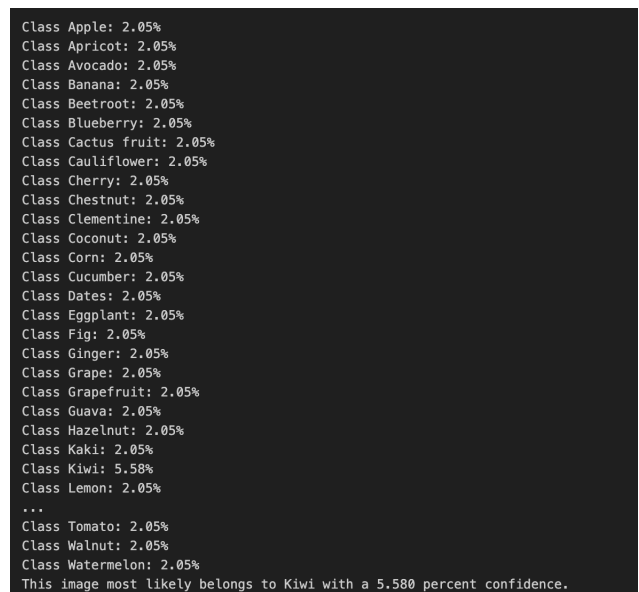 Class Apple: 2.05%
Class Apricot: 2.05%
Class Avocado: 2.05%
Class Banana: 2.05%
Class Beetroot: 2.05%
Class Blueberry: 2.05%
Class Cactus fruit: 2.05%
Class Cauliflower: 2.05%
Class Cherry: 2.05%
Class Chestnut: 2.05%
Class Clementine: 2.05%
Class Coconut: 2.05%
Class Corn: 2.05%
Class Cucumber: 2.05%
Class Dates: 2.05%
Class Eggplant: 2.05%
Class Fig: 2.05%
Class Ginger: 2.05%
Class Grape: 2.05%
Class Grapefruit: 2.05%
Class Guava: 2.05%
Class Hazelnut: 2.05%
Class Kaki: 2.05%
Class Kiwi: 5.58%
Class Lemon: 2.05%
...
Class Tomato: 2.05%
Class Walnut: 2.05%
Class Watermelon: 2.05%
This image most likely belongs to Kiwi with a 5.580 percent confidence.